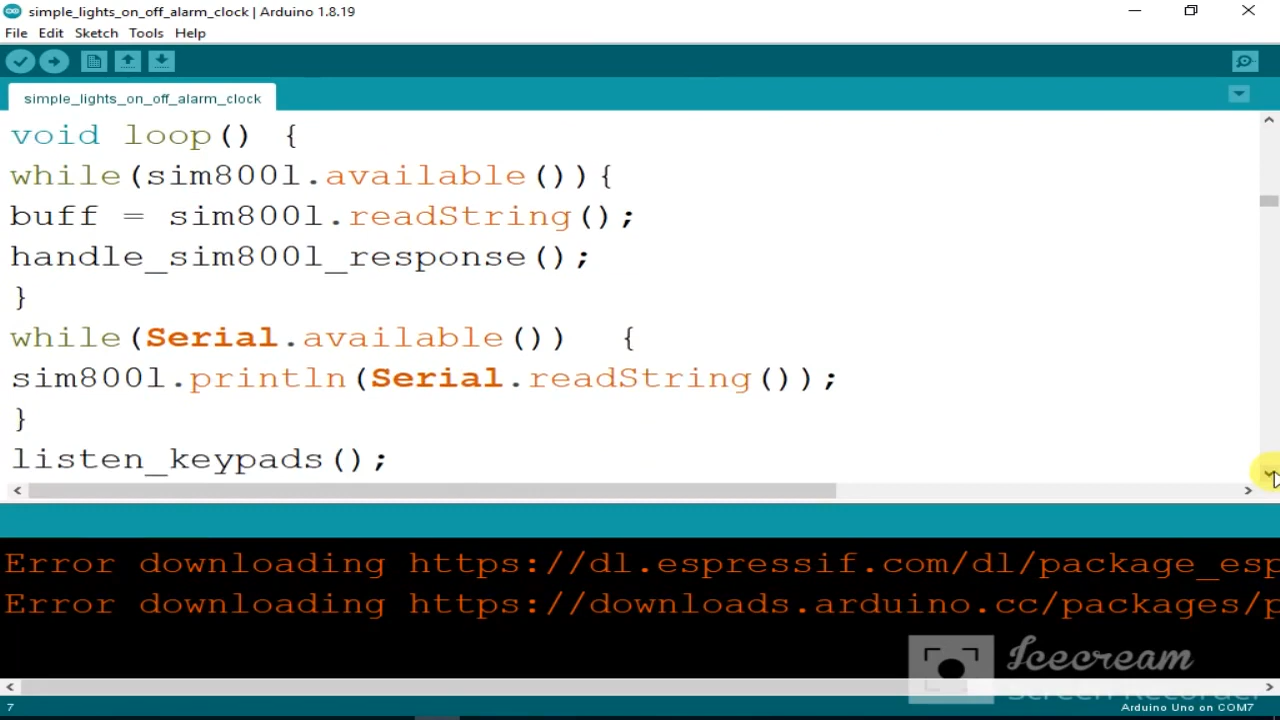 simple_lights_on_off_alarm_clock | Arduino 1.8.19
File Edit Sketch Tools Help
simple_lights_on_off_alarm_clock
void loop() {
while(sim800l.available()){
buff = sim800l.readString();
handle_sim800l_response();
}
while(Serial.available()) {
sim800l.println(Serial.readString());
}
listen_keypads();
Error downloading https://dl.espressif.com/dl/package_esp
Error downloading https://downloads.arduino.cc/packages/p
Icecream
Screen Recorder
7
Arduino Uno on COM7